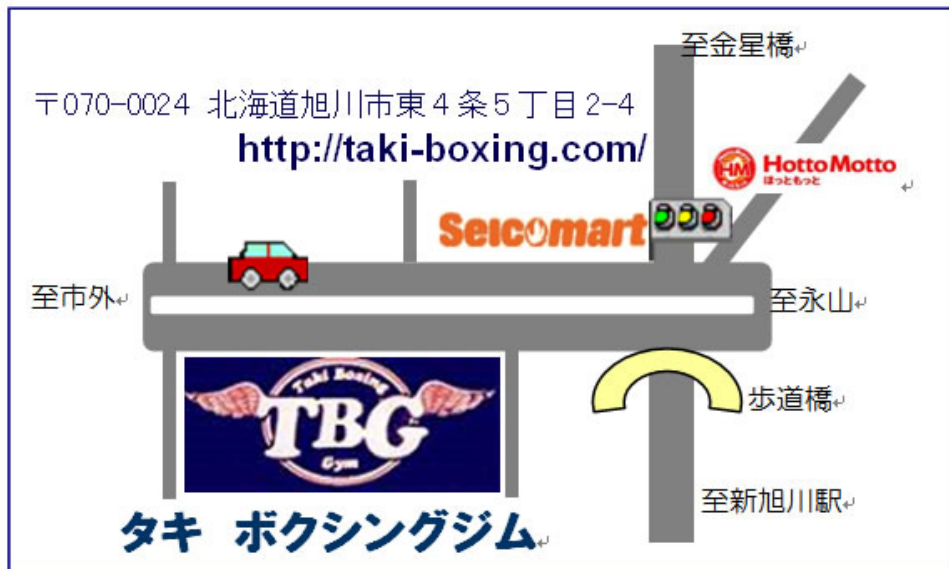 至金星橋
〒070-0024 北海道旭川市東４条５丁目2-4
http://taki-boxing.com/
HM
HottoMotto
ほっともっと
Seicomart
至市外
至永山
Taki Boxing
TBG
Gym
歩道橋
至新旭川駅
タキ ボクシングジム